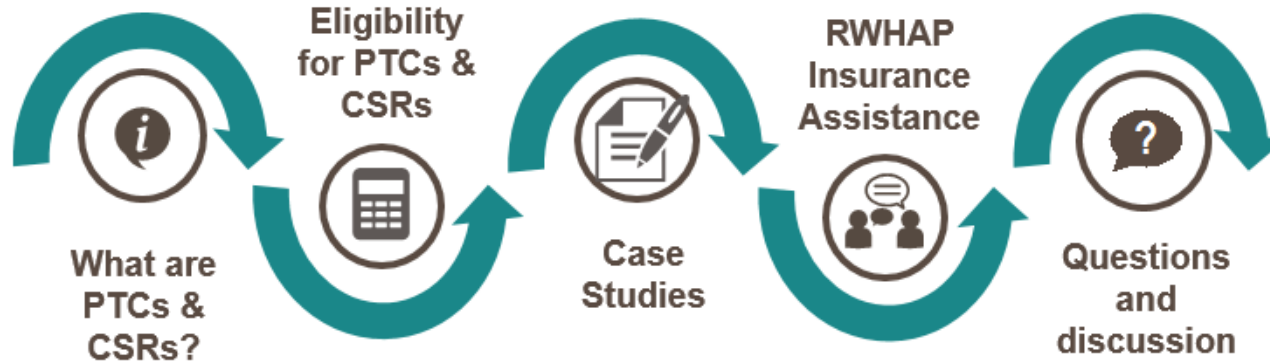 What are
PTCs &
CSRs?
Eligibility
for PTCs &
CSRs
Case
Studies
RWHAP
Insurance
Assistance
Questions
and
discussion
i
?